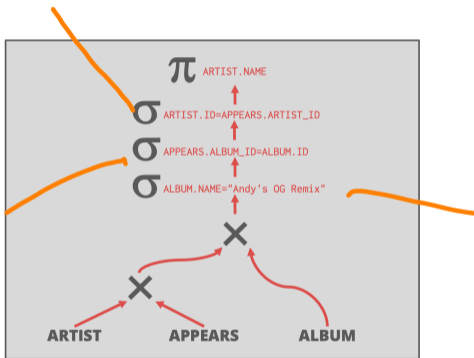 π ARTIST.NAME
σ ARTIST.ID=APPEARS.ARTIST_ID
σ APPEARS.ALBUM_ID=ALBUM.ID
σ ALBUM.NAME="Andy's OG Remix"
×
×
ARTIST APPEARS ALBUM